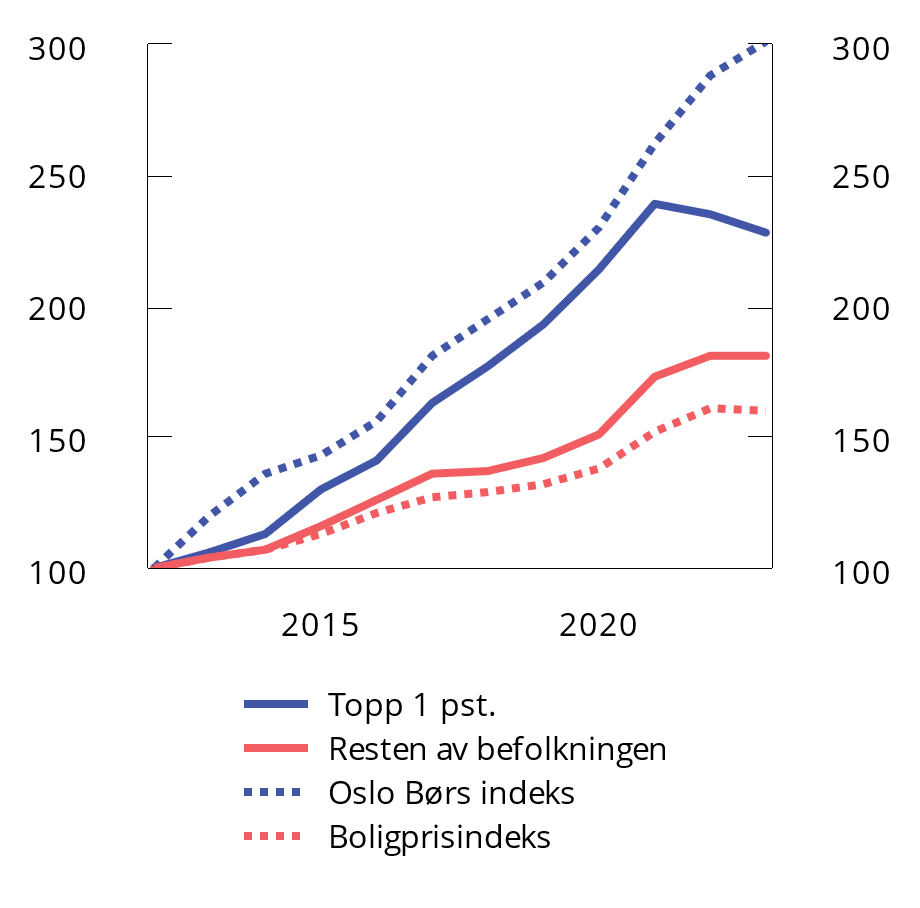 300 300
250 250
200 200
150 150
100 100
2015 2020
Topp 1 pst.
Resten av befolkningen
Oslo Børs indeks
Boligprisindeks